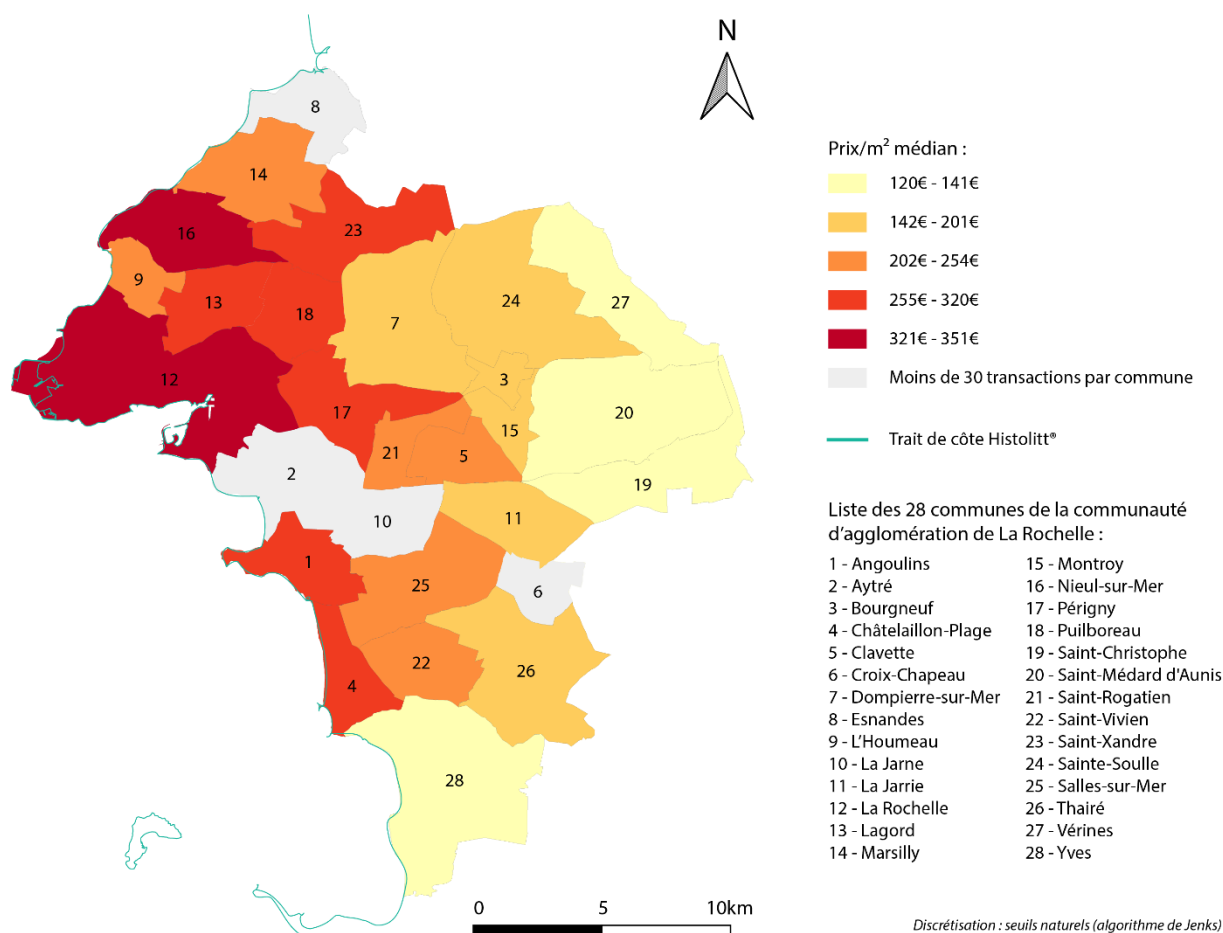 N
8
14
16
23
9
13
18
24
27
7
12
3
20
17
15
21
5
2
19
10
11
1
25
6
22
26
4
28
0
5
10km
Prix/m² médian :
120€ - 141€
142€ - 201€
202€ - 254€
255€ - 320€
321€ - 351€
Moins de 30 transactions par commune
Trait de côte Histolitt®
Liste des 28 communes de la communauté
d'agglomération de La Rochelle :
1 - Angoulins
2 - Aytré
3 - Bourgneuf
4 - Châtelaillon-Plage
5 - Clavette
6 - Croix-Chapeau
7 - Dompierre-sur-Mer
8 - Esnandes
9 - L'Houmeau
10 - La Jarne
11 - La Jarrie
12 - La Rochelle
13 - Lagord
14 - Marsilly
15 - Montroy
16 - Nieul-sur-Mer
17 - Périgny
18 - Puilboreau
19 - Saint-Christophe
20 - Saint-Médard d'Aunis
21 - Saint-Rogatien
22 - Saint-Vivien
23 - Saint-Xandre
24 - Sainte-Soulle
25 - Salles-sur-Mer
26 - Thairé
27 - Vérines
28 - Yves
Discrétisation : seuils naturels (algorithme de Jenks)